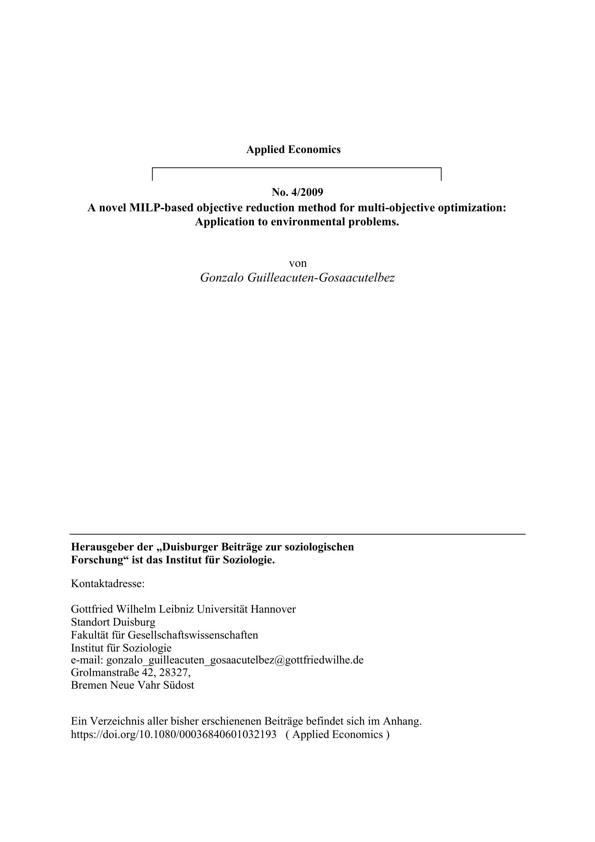 Applied Economics
No. 4/2009
A novel MILP-based objective reduction method for multi-objective optimization:
Application to environmental problems.
von
Gonzalo Guilleacuten-Gosaacutelbez
Herausgeber der „Duisburger Beiträge zur soziologischen
Forschung“ ist das Institut für Soziologie.
Kontaktadresse:
Gottfried Wilhelm Leibniz Universität Hannover
Standort Duisburg
Fakultät für Gesellschaftswissenschaften
Institut für Soziologie
e-mail: gonzalo_guilleacuten_gosaacutelbez@gottfriedwilhe.de
Grolmanstraße 42, 28327,
Bremen Neue Vahr Südost
Ein Verzeichnis aller bisher erschienenen Beiträge befindet sich im Anhang.
https://doi.org/10.1080/00036840601032193 ( Applied Economics )